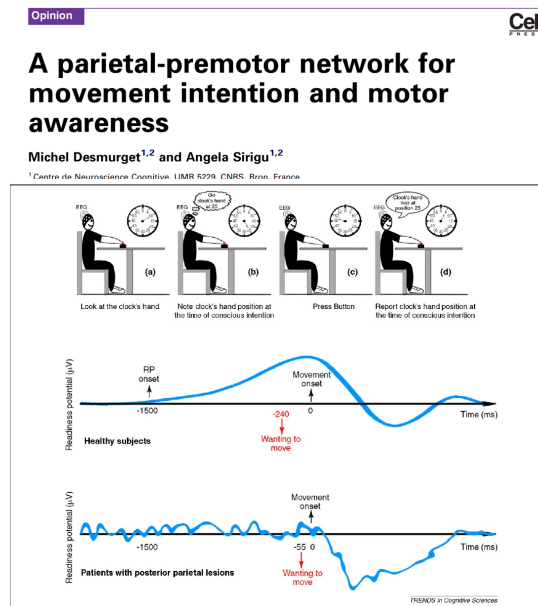 Opinion
Cel
PRES
A parietal-premotor network for
movement intention and motor
awareness
Michel Desmurget1,2 and Angela Sirigu1,2
1 Centre de Neuroscience Cognitive, UMR 5229, CNRS, Bron, France
EEG
(a)
Look at the clock's hand
EEG
Go
clock's hand
at 25
(b)
Note clock's hand position at
the time of conscious intention
EEG
(c)
Press Button
EEG
Clock's hand
was at
position 25
(d)
Report clock's hand position at
the time of conscious intention
Readiness potential (µV)
RP
onset
Movement
onset
-1500
-240
0
Time (ms)
Wanting to
move
Healthy subjects
Readiness potential (µV)
Movement
onset
-1500
-55 0
Time (ms)
Wanting to
move
Patients with posterior parietal lesions
TRENDS in Cognitive Sciences